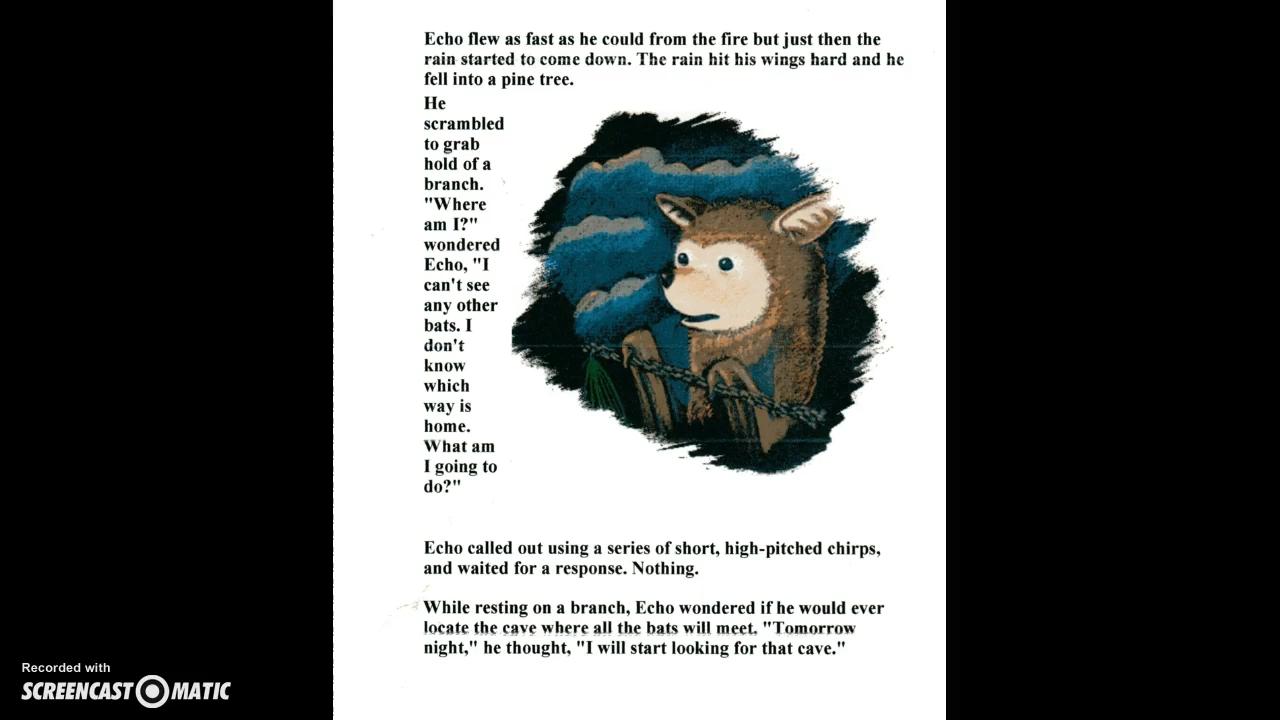 Echo flew as fast as he could from the fire but just then the
rain started to come down. The rain hit his wings hard and he
fell into a pine tree.
He
scrambled
to grab
hold of a
branch.
"Where
am I?"
wondered
Echo, "I
can't see
any other
bats. I
don't
know
which
way is
home.
What am
I going to
do?"
Echo called out using a series of short, high-pitched chirps,
and waited for a response. Nothing.
While resting on a branch, Echo wondered if he would ever
locate the cave where all the bats will meet. "Tomorrow
night," he thought, "I will start looking for that cave."
Recorded with
SCREENCAST MATIC